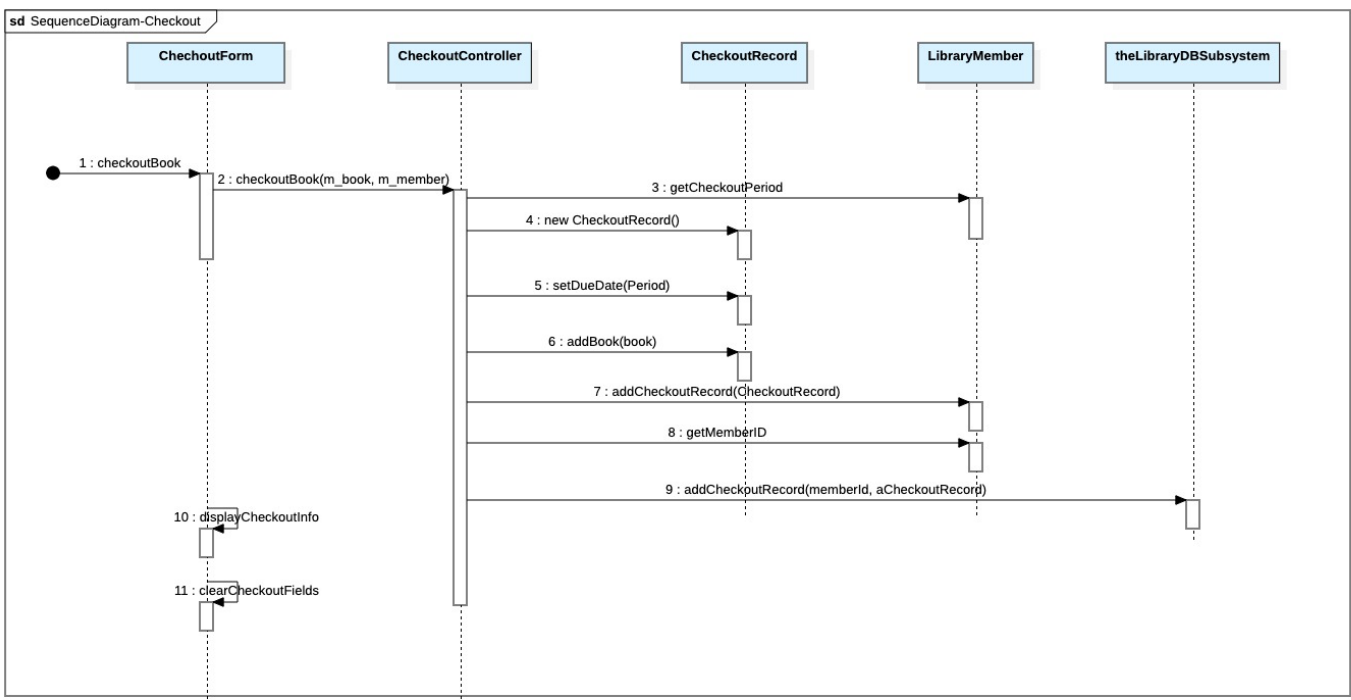 sd SequenceDiagram-Checkout
ChechoutForm
CheckoutController
CheckoutRecord
LibraryMember
theLibraryDBSubsystem
1 : checkoutBook
2 : checkoutBook(m_book, m_member)
3 : getCheckoutPeriod
4 : new CheckoutRecord()
5 : setDueDate(Period)
6 : addBook(book)
7 : addCheckoutRecord(CheckoutRecord)
8 : getMemberID
9 : addCheckoutRecord(memberId, aCheckoutRecord)
10 : displayCheckoutInfo
11 : clearCheckoutFields